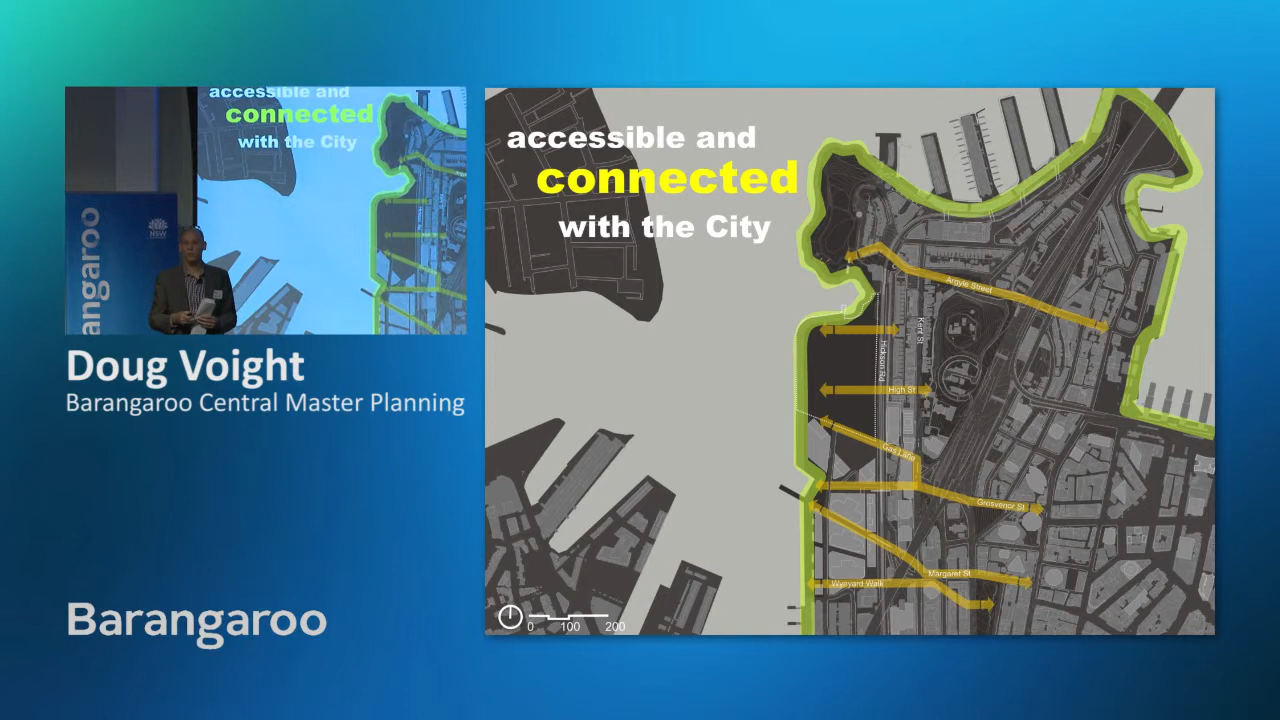 accessible and
connected
with the City
angaroo
NSW
Doug Voight
Barangaroo Central Master Planning
Barangaroo
accessible and
connected
with the City
Argyle Street
Kent St
Hickson Rd
High St
Gas Lane
Grosvenor St
Margaret St
Wynyard Walk
0 100 200